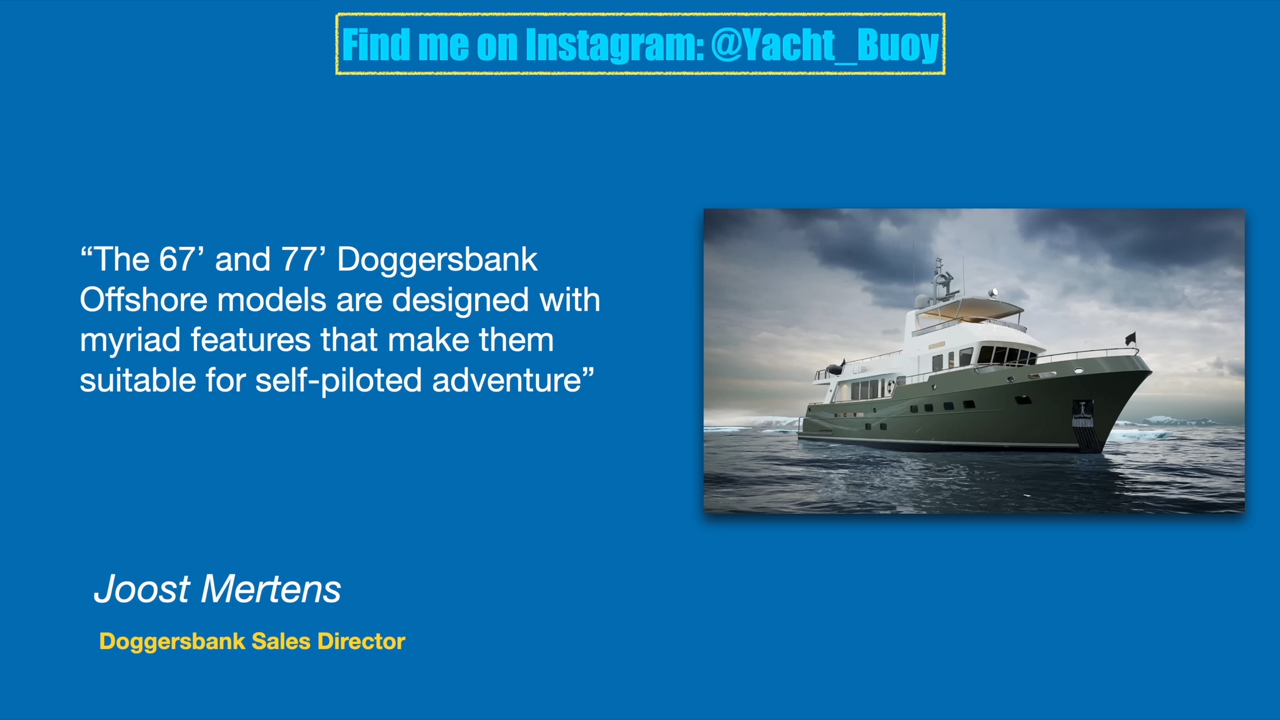 Find me on Instagram: @Yacht_Buoy
“The 67’ and 77’ Doggersbank
Offshore models are designed with
myriad features that make them
suitable for self-piloted adventure”
Joost Mertens
Doggersbank Sales Director